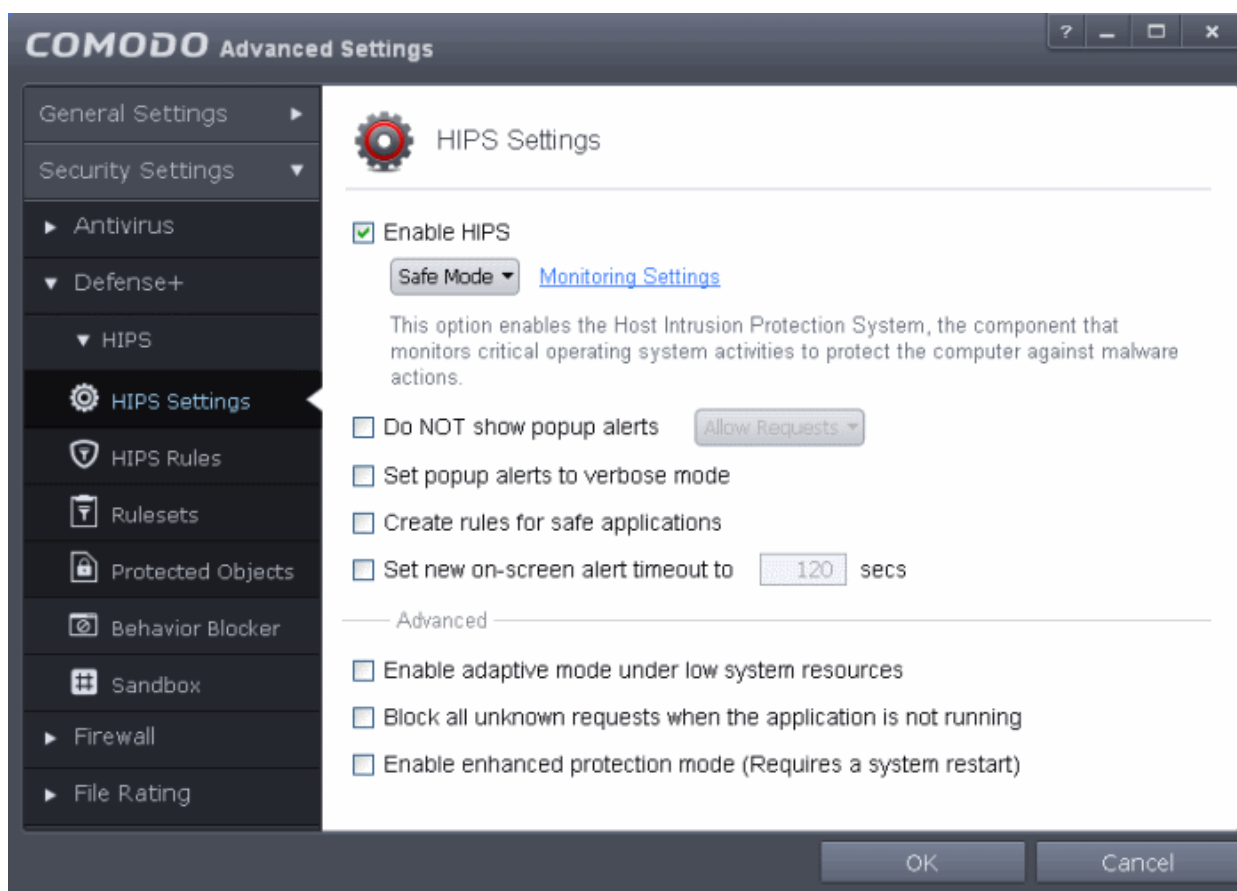 COMODO Advanced Settings
?
General Settings
Security Settings
Antivirus
Defense+
HIPS
HIPS Settings
HIPS Rules
Rulesets
Protected Objects
Behavior Blocker
Sandbox
Firewall
File Rating
HIPS Settings
Enable HIPS
Safe Mode Monitoring Settings
This option enables the Host Intrusion Protection System, the component that
monitors critical operating system activities to protect the computer against malware
actions.
Do NOT show popup alerts Allow Requests
Set popup alerts to verbose mode
Create rules for safe applications
Set new on-screen alert timeout to 120 secs
Advanced
Enable adaptive mode under low system resources
Block all unknown requests when the application is not running
Enable enhanced protection mode (Requires a system restart)
OK Cancel